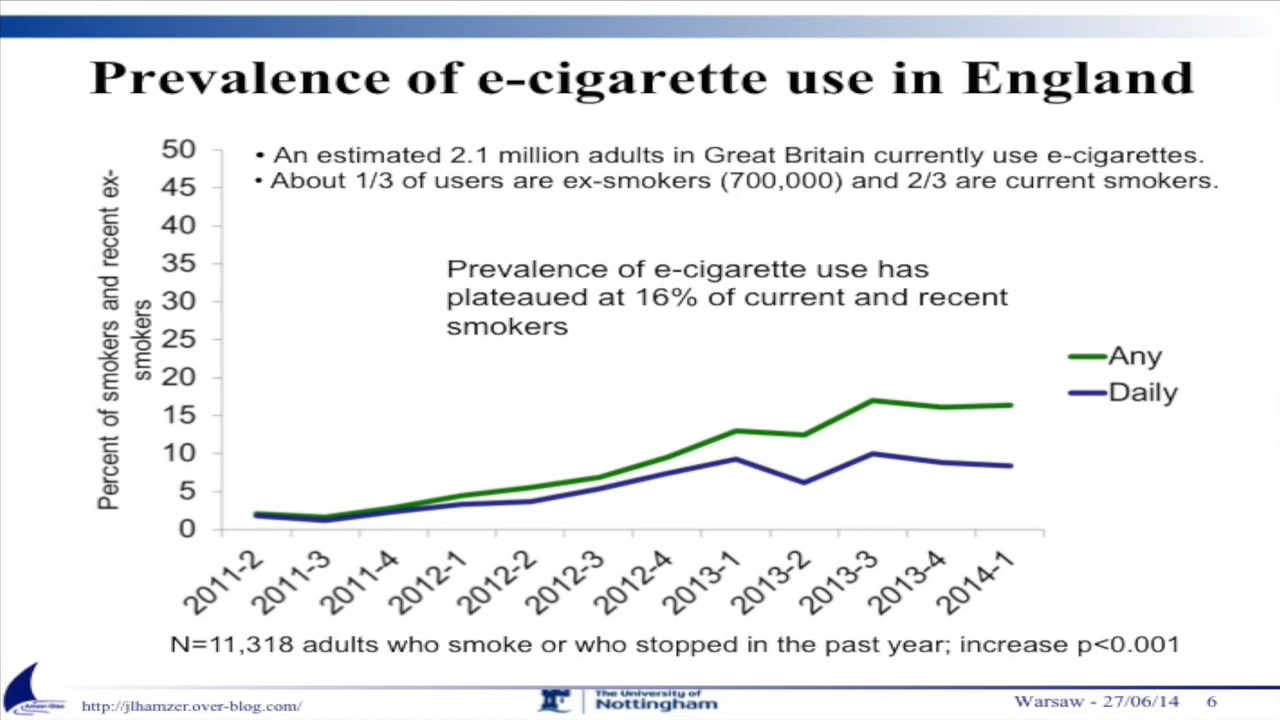 Prevalence of e-cigarette use in England
• An estimated 2.1 million adults in Great Britain currently use e-cigarettes.
• About 1/3 of users are ex-smokers (700,000) and 2/3 are current smokers.
Prevalence of e-cigarette use has
plateaued at 16% of current and recent
smokers
Percent of smokers and recent ex-
smokers
50
45
40
35
30
25
20
15
10
5
0
Any
Daily
2011-2
2011-3
2011-4
2012-1
2012-2
2012-3
2012-4
2013-1
2013-2
2013-3
2013-4
2014-1
N=11,318 adults who smoke or who stopped in the past year; increase p<0.001
http://jlhamzer.over-blog.com/
The University of
Nottingham
Warsaw - 27/06/14 6